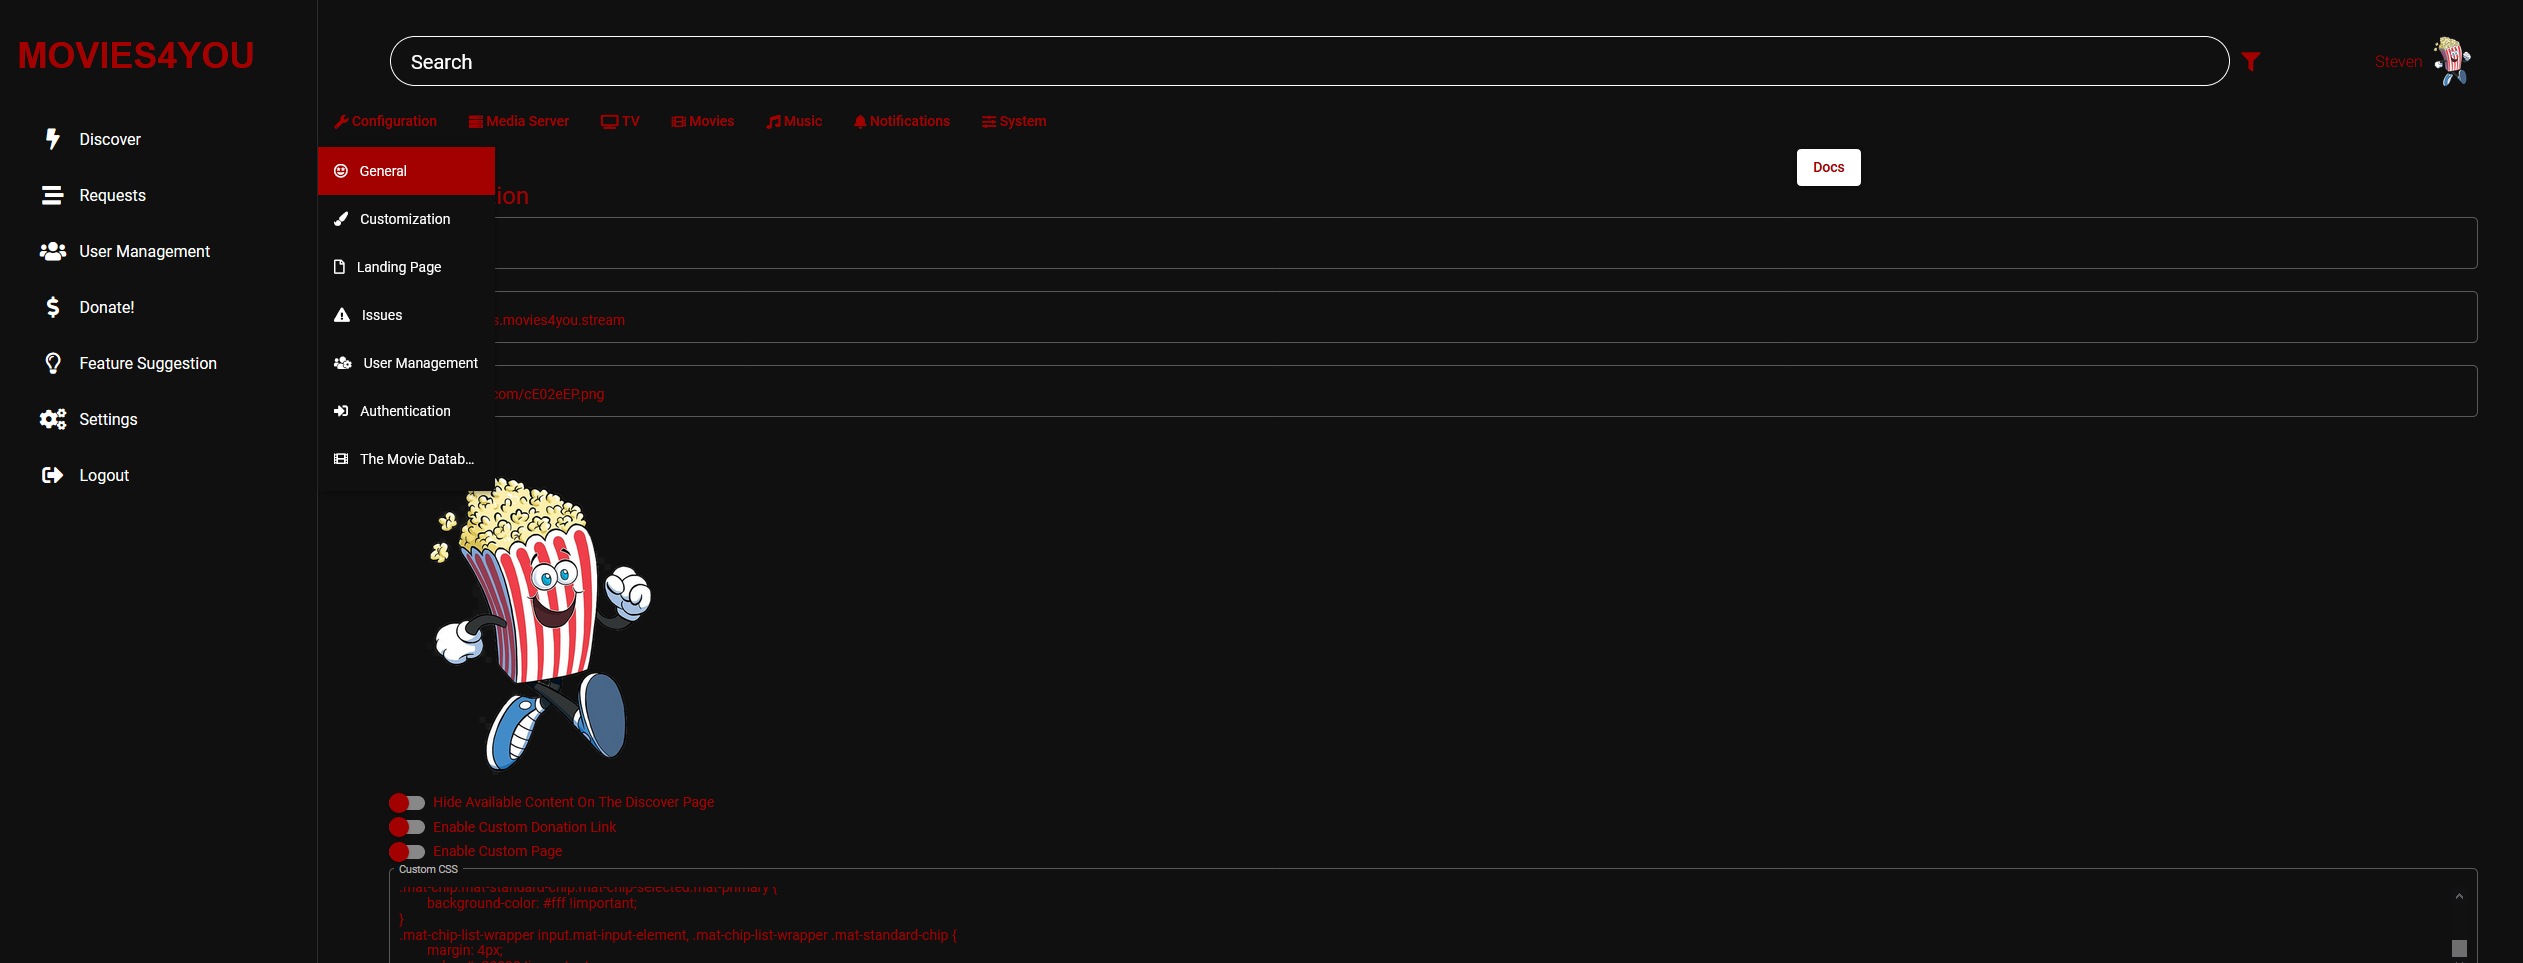 MOVIES4YOU
Search
Steven
Discover
Requests
User Management
Donate!
Feature Suggestion
Settings
Logout
Configuration Media Server TV Movies Music Notifications System
General
Customization
Landing Page
Issues
User Management
Authentication
The Movie Datab...
Docs
ion
s.movies4you.stream
com/cE02eEP.png
Hide Available Content On The Discover Page
Enable Custom Donation Link
Enable Custom Page
Custom CSS
.mat-chip.mat-standard-chip.mat-chip-selected.mat-primary {
background-color: #fff !important;
}
.mat-chip-list-wrapper input.mat-input-element, .mat-chip-list-wrapper .mat-standard-chip {
margin: 4px;